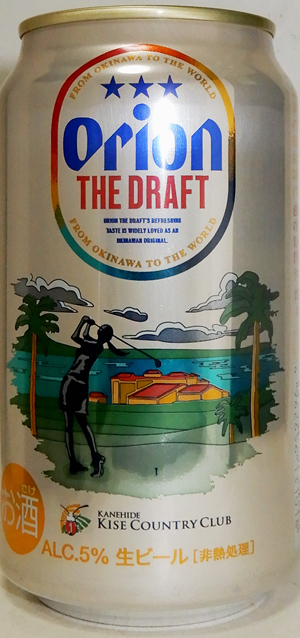 FROM OKINAWA TO THE WORLD
Orion
THE DRAFT
ORION THE DRAFT'S REFRESHING
TASTE IS WIDELY LOVED AS AN
OKINAWAN ORIGINAL.
FROM OKINAWA TO THE WORLD
さけ
お酒
KANEHIDE
KISE COUNTRY CLUB
ALC.5% 生ビール [非熱処理]